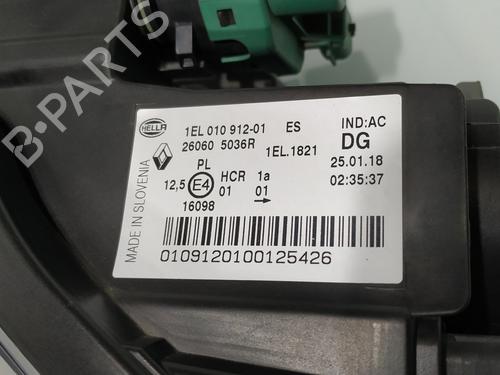 HELLA
1EL 010 912-01 ES IND:AC
26060 5036R 1EL.1821 DG
PL 25.01.18
12,5 E4 HCR 1a 02:35:37
01 01
16098
MADE IN SLOVENIA
0109120100125426
B-PARTS